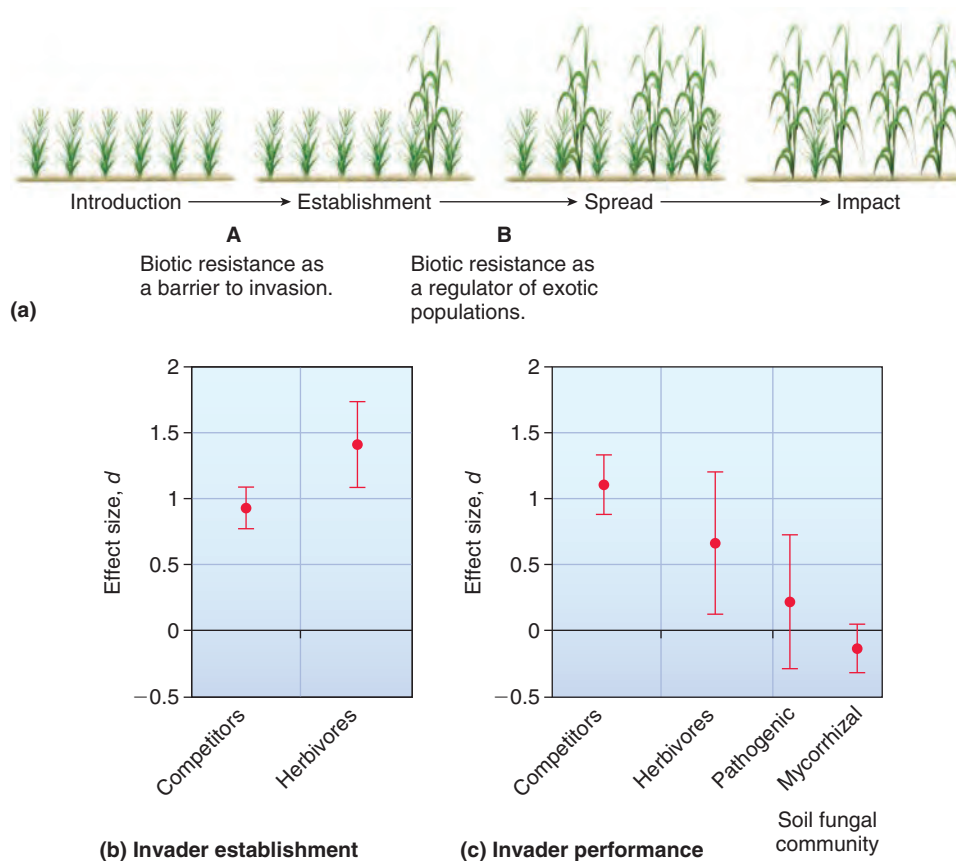 Introduction
Establishment
Spread
Impact
A
B
Biotic resistance as
a barrier to invasion.
Biotic resistance as
a regulator of exotic
populations.
(a)
2
1.5
1
0.5
0
−0.5
Effect size, d
Competitors
Herbivores
(b) Invader establishment
2
1.5
1
0.5
0
−0.5
Effect size, d
Competitors
Herbivores
Pathogenic
Mycorrhizal
Soil fungal
community
(c) Invader performance